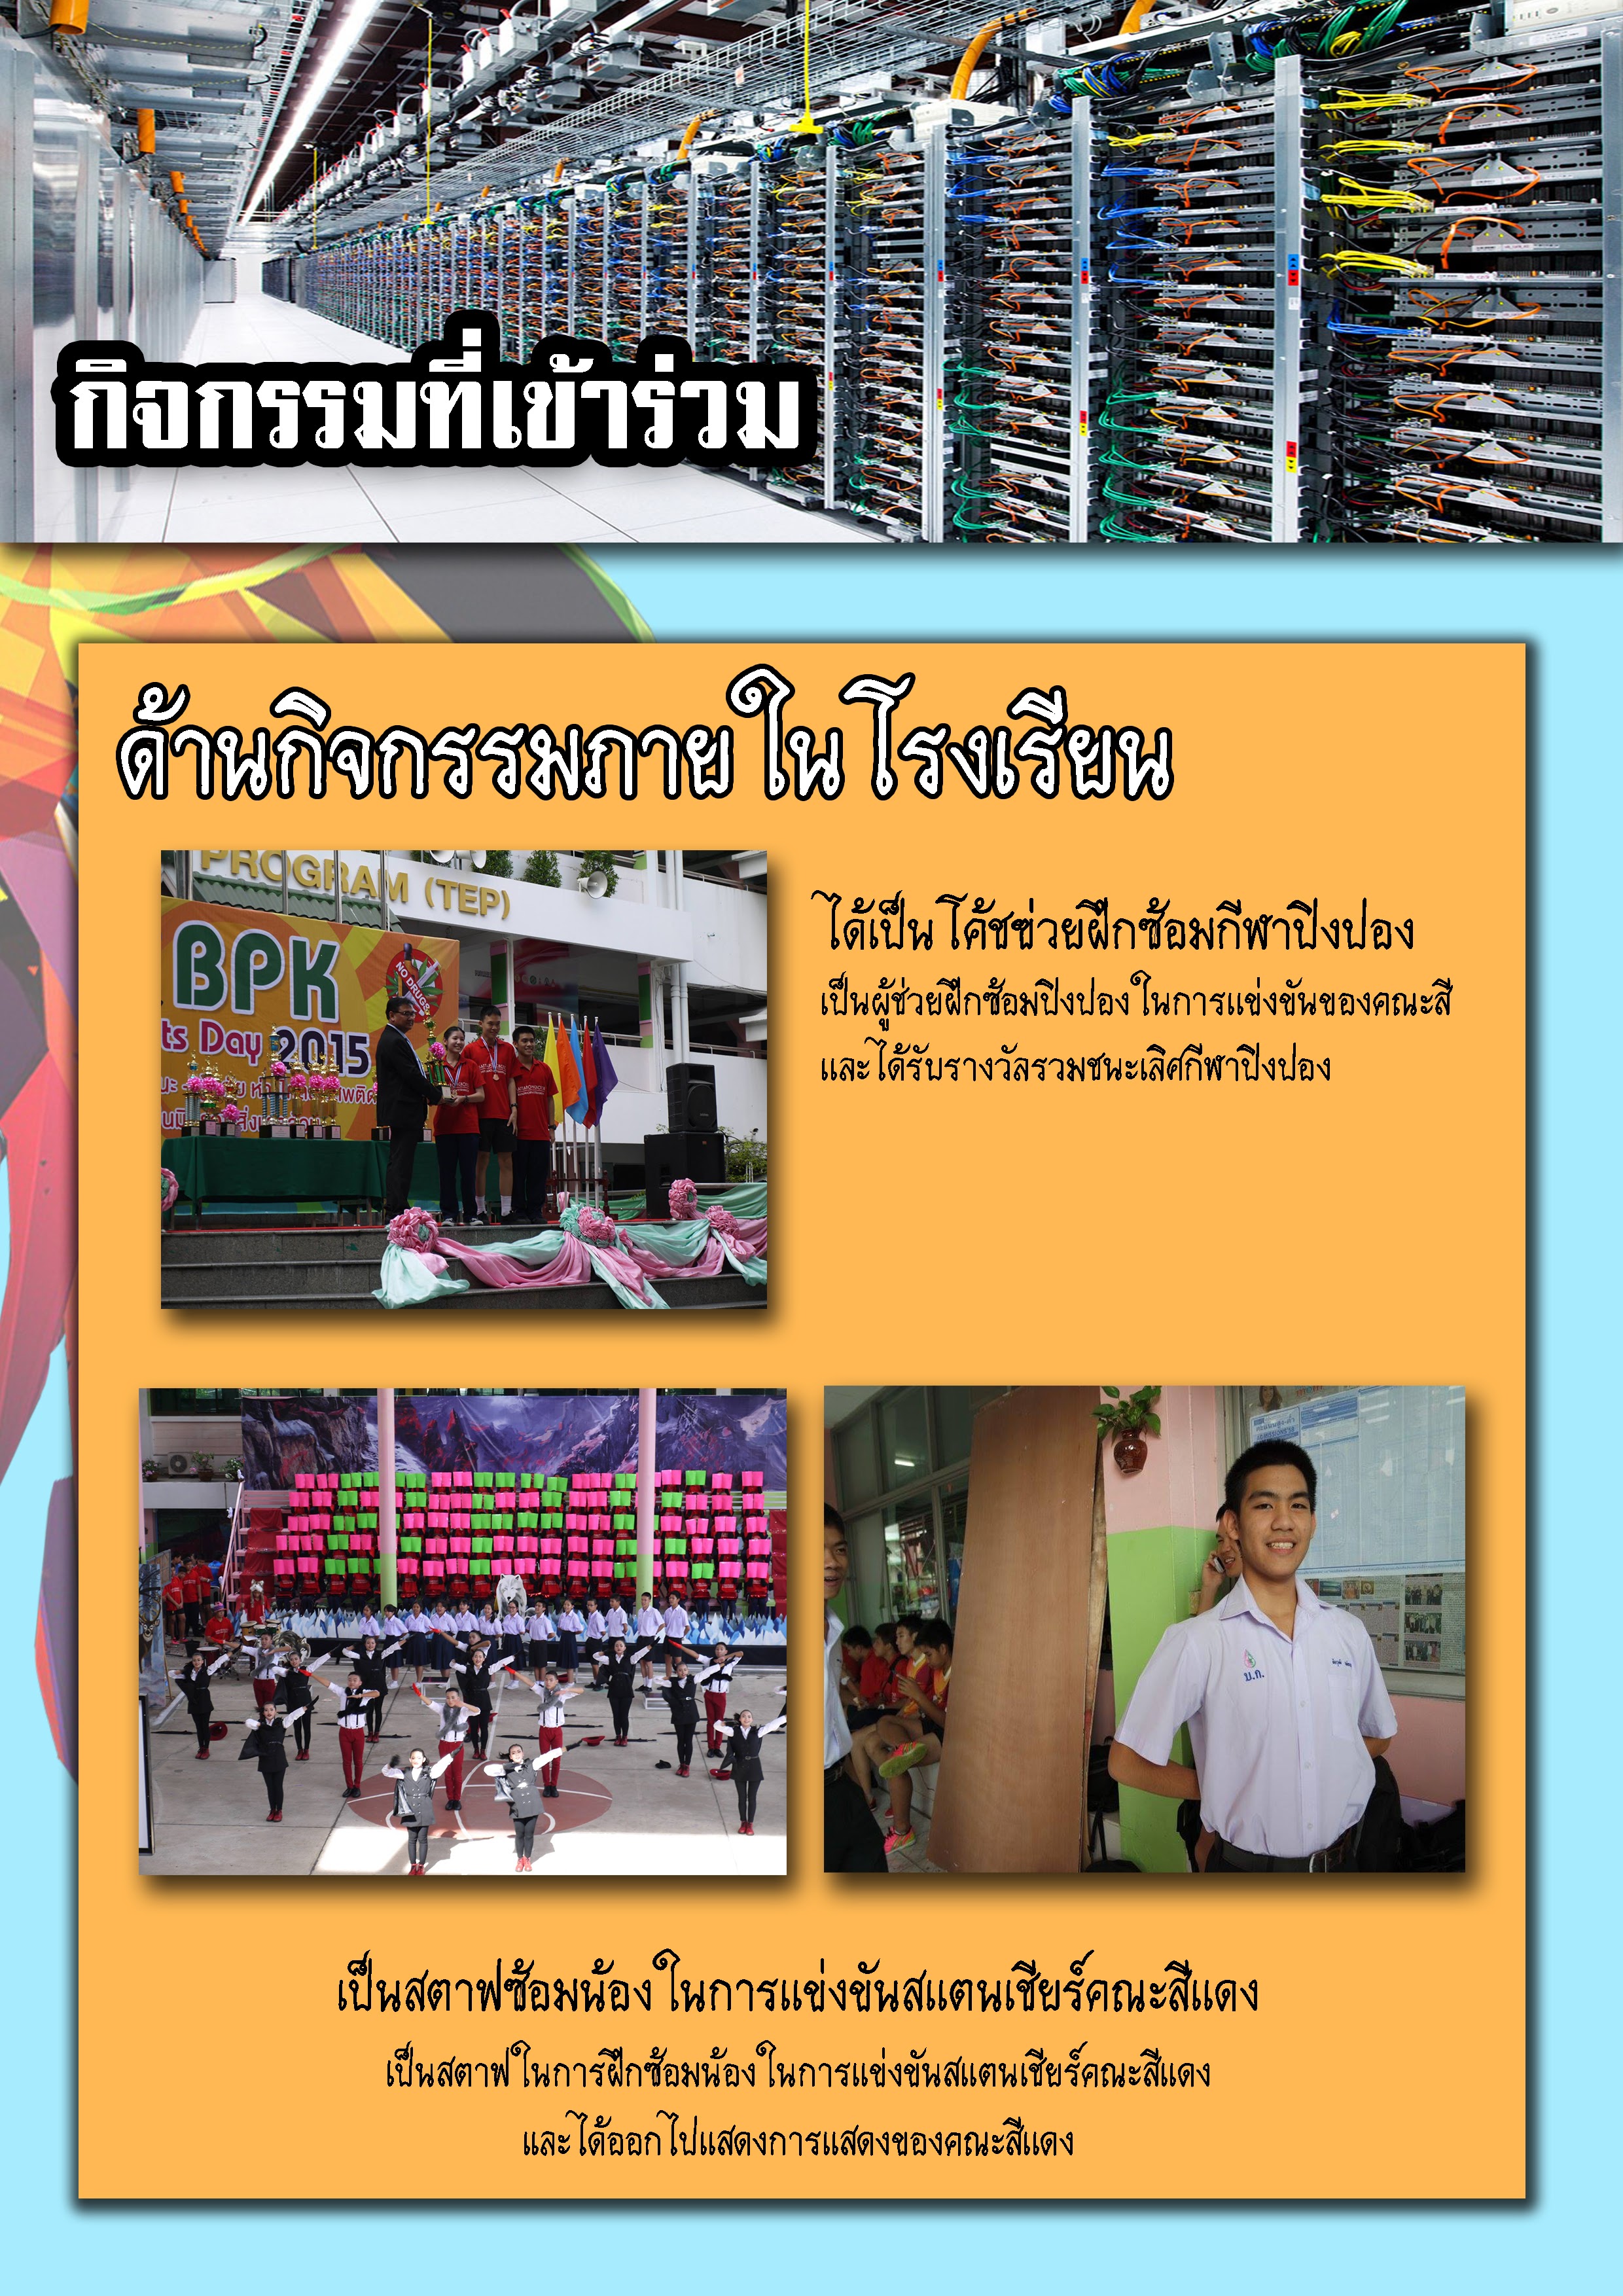 กิจกรรมที่เข้าร่วม
ด้านกิจกรรมภายในโรงเรียน
PROGRAM (TEP)
BPK
NO DRUGS
ts Day 2015
ได้เป็นโค้ชช่วยฝึกซ้อมกีฬาปิงปอง
เป็นผู้ช่วยฝึกซ้อมปิงปองในการแข่งขันของคณะสี
และได้รับรางวัลรวมชนะเลิศกีฬาปิงปอง
บ.ก.
เป็นสตาฟซ้อมน้องในการแข่งขันสแตนเชียร์คณะสีแดง
เป็นสตาฟในการฝึกซ้อมน้องในการแข่งขันสแตนเชียร์คณะสีแดง
และได้ออกไปแสดงการแสดงของคณะสีแดง